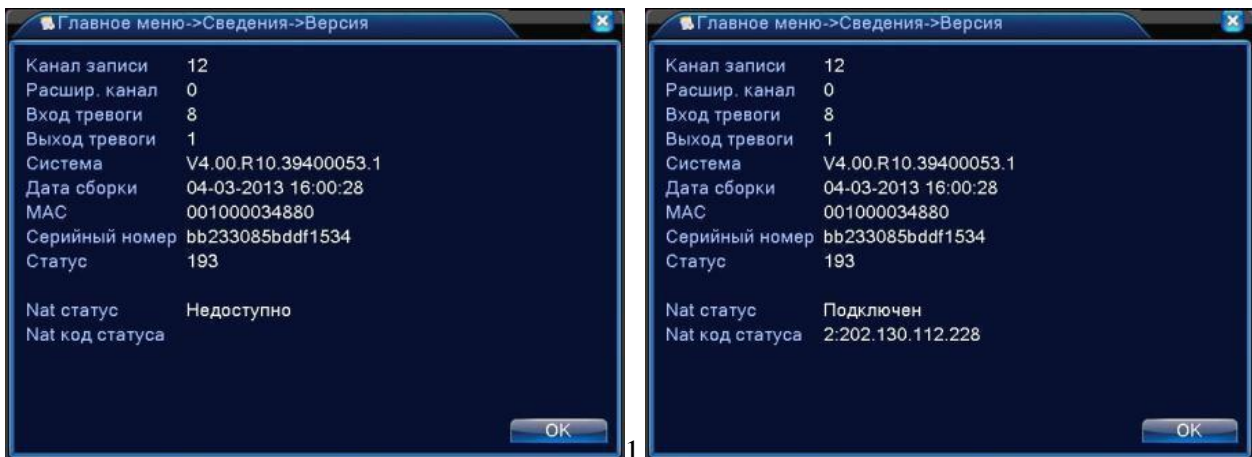 Главное меню->Сведения->Версия
Канал записи 12
Расшир. канал 0
Вход тревоги 8
Выход тревоги 1
Система V4.00.R10.39400053.1
Дата сборки 04-03-2013 16:00:28
MAC 001000034880
Серийный номер bb233085bddf1534
Статус 193
Nat статус Недоступно
Nat код статуса
OK
1
Главное меню->Сведения->Версия
Канал записи 12
Расшир. канал 0
Вход тревоги 8
Выход тревоги 1
Система V4.00.R10.39400053.1
Дата сборки 04-03-2013 16:00:28
MAC 001000034880
Серийный номер bb233085bddf1534
Статус 193
Nat статус Подключен
Nat код статуса 2:202.130.112.228
OK